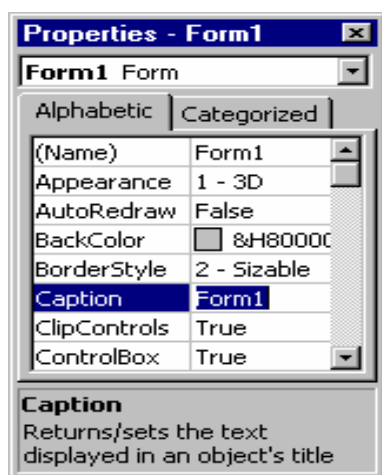 Properties - Form1
Form1 Form
Alphabetic Categorized
(Name) Form1
Appearance 1 - 3D
AutoRedraw False
BackColor &H80000
BorderStyle 2 - Sizable
Caption Form1
ClipControls True
ControlBox True
Caption
Returns/sets the text
displayed in an object's title